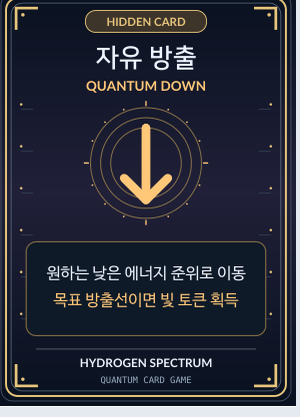 HIDDEN CARD
자유 방출
QUANTUM DOWN
원하는 낮은 에너지 준위로 이동
목표 방출선이면 빛 토큰 획득
HYDROGEN SPECTRUM
QUANTUM CARD GAME